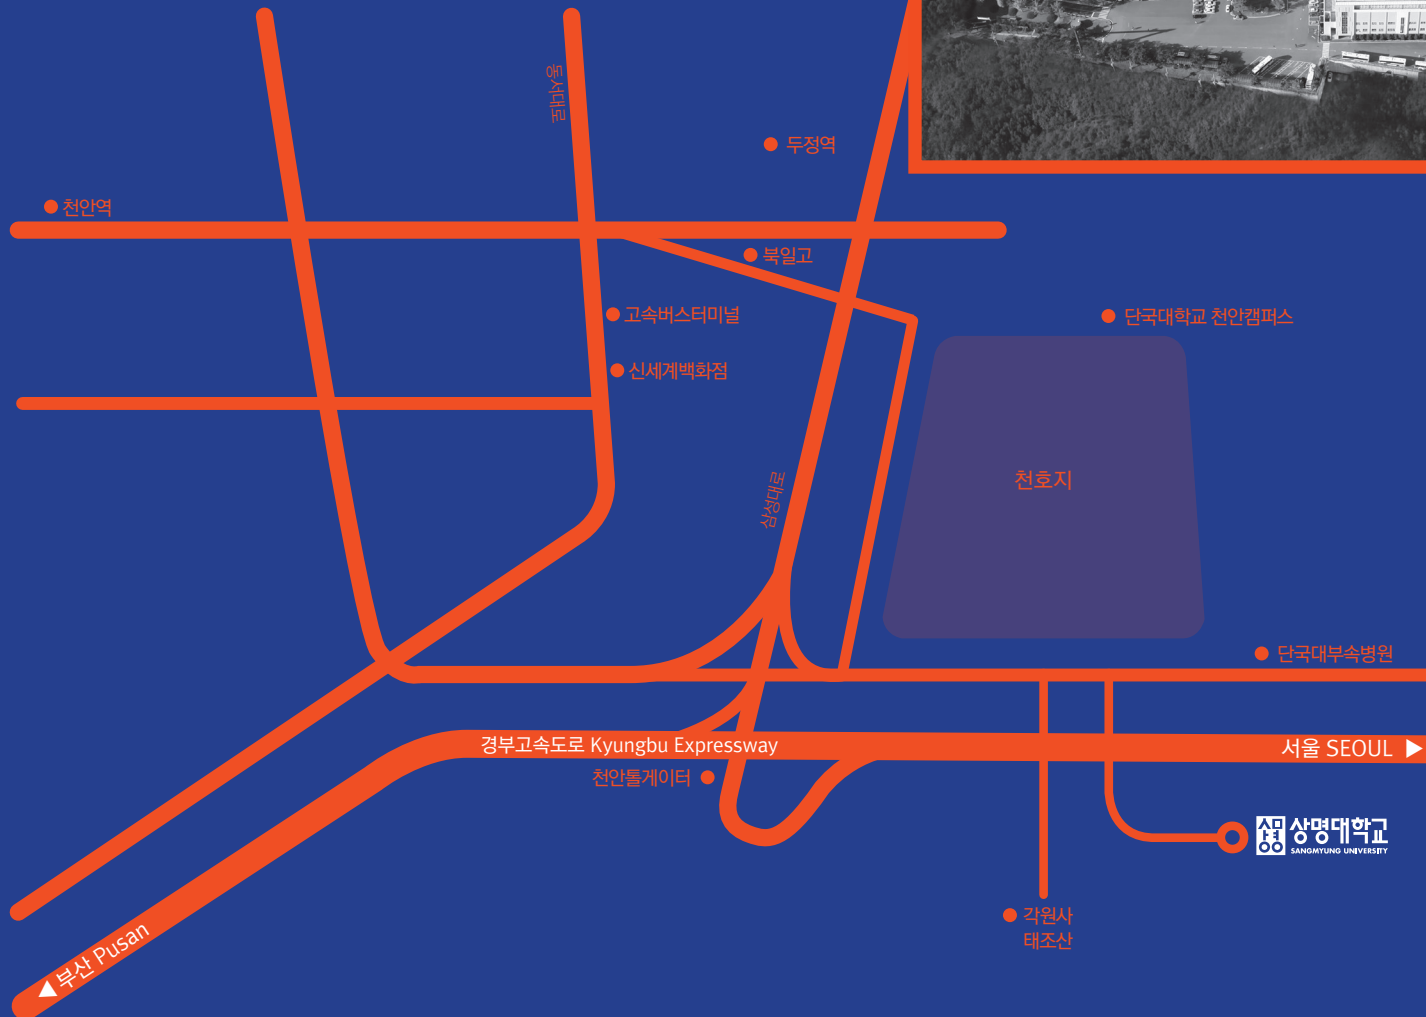 동서대로
두정역
천안역
북일고
고속버스터미널
단국대학교 천안캠퍼스
신세계백화점
천호지
삼성대로
단국대부속병원
경부고속도로 Kyungbu Expressway
서울 SEOUL ▶
천안톨게이터
상명
상명대학교
SANGMYUNG UNIVERSITY
각원사
태조산
◀ 부산 Pusan